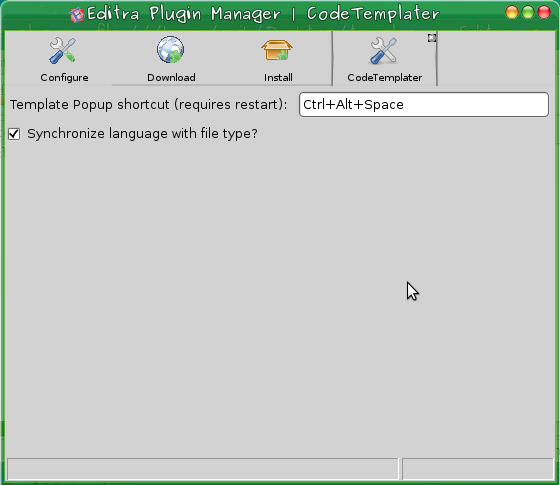 Editra Plugin Manager | CodeTemplater
Configure Download Install CodeTemplater
Template Popup shortcut (requires restart): Ctrl+Alt+Space
Synchronize language with file type?